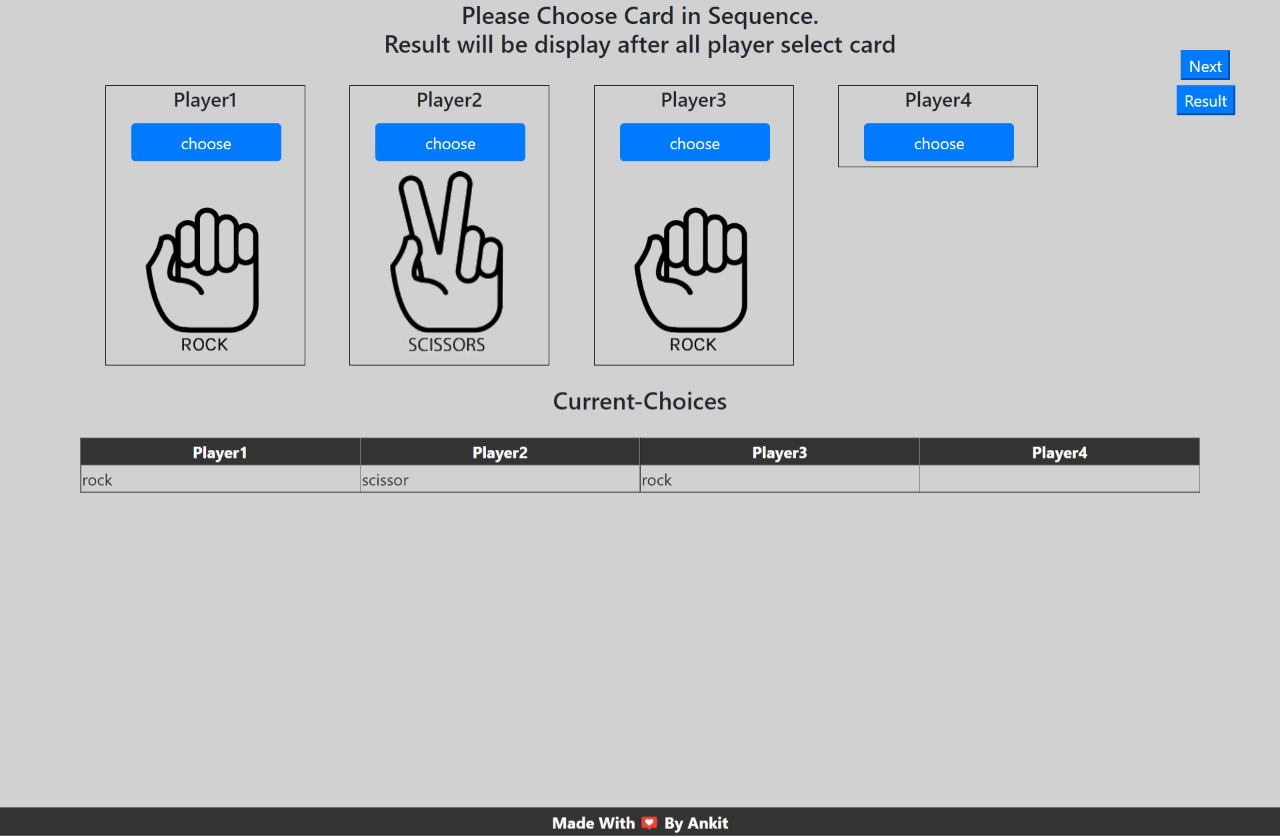 Please Choose Card in Sequence.
Result will be display after all player select card
Next
Result
Player1
Player2
Player3
Player4
choose
choose
choose
choose
ROCK
SCISSORS
ROCK
Current-Choices
Player1 Player2 Player3 Player4
rock scissor rock
Made With 💌 By Ankit